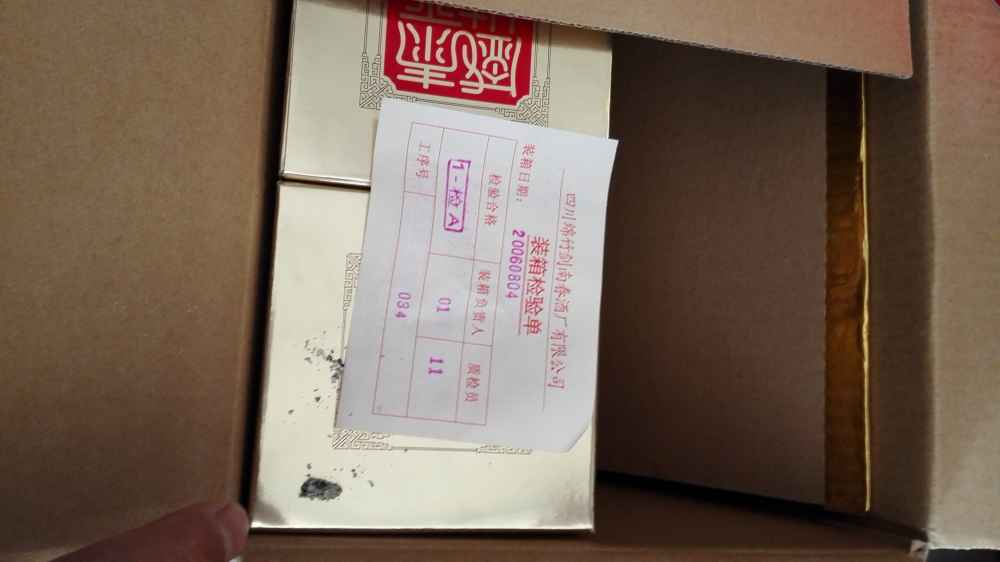 四川绵竹剑南春酒厂有限公司
装箱检验单
装箱日期: 20060804
检验合格 装箱负责人 质检员
1-检A 01 11
工序号 034